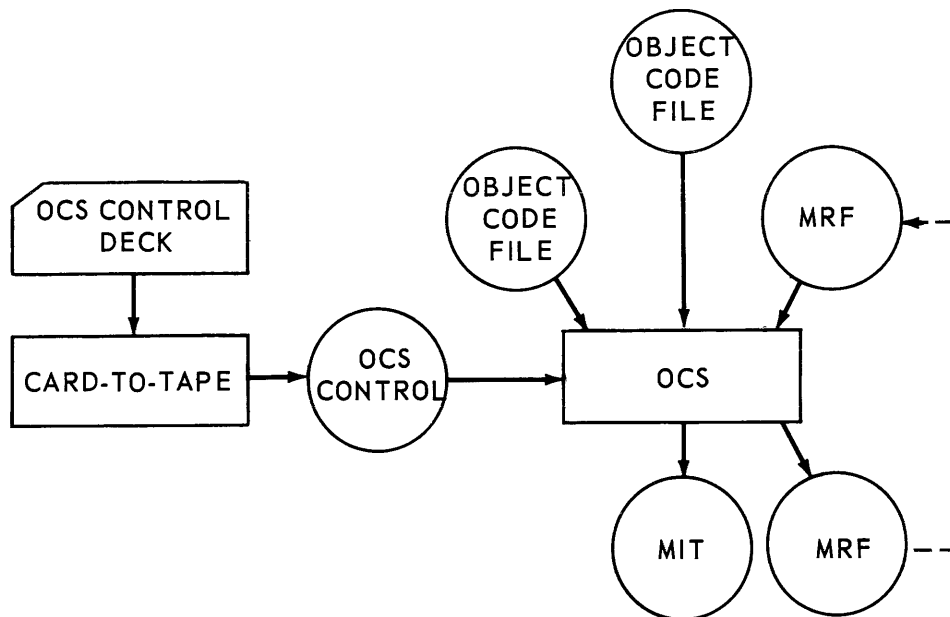 OBJECT
CODE
FILE
OBJECT
CODE
FILE
MRF
OCS CONTROL
DECK
CARD-TO-TAPE
OCS
CONTROL
OCS
MIT
MRF